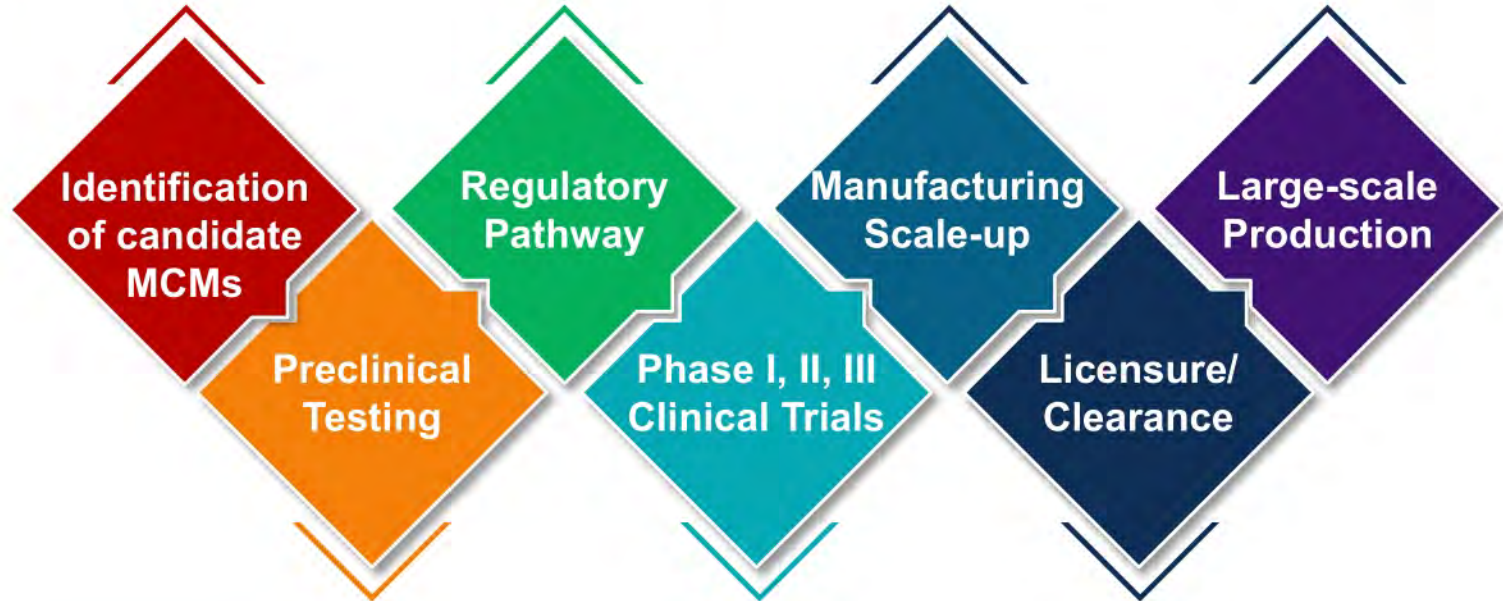 Identification
of candidate
MCMs
Preclinical
Testing
Regulatory
Pathway
Phase I, II, III
Clinical Trials
Manufacturing
Scale-up
Licensure/
Clearance
Large-scale
Production